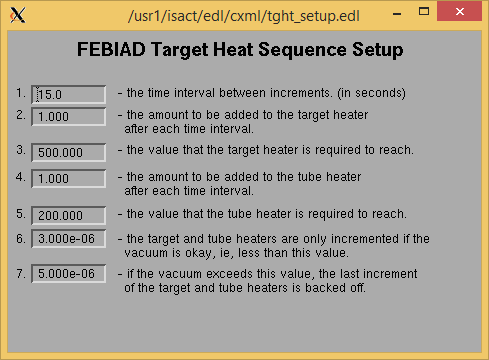 /usr1/isact/edl/cxml/tght_setup.edl
FEBIAD Target Heat Sequence Setup
1. 15.0 - the time interval between increments. (in seconds)
2. 1.000 - the amount to be added to the target heater
after each time interval.
3. 500.000 - the value that the target heater is required to reach.
4. 1.000 - the amount to be added to the tube heater
after each time interval.
5. 200.000 - the value that the tube heater is required to reach.
6. 3.000e-06 - the target and tube heaters are only incremented if the
vacuum is okay, ie, less than this value.
7. 5.000e-06 - if the vacuum exceeds this value, the last increment
of the target and tube heaters is backed off.